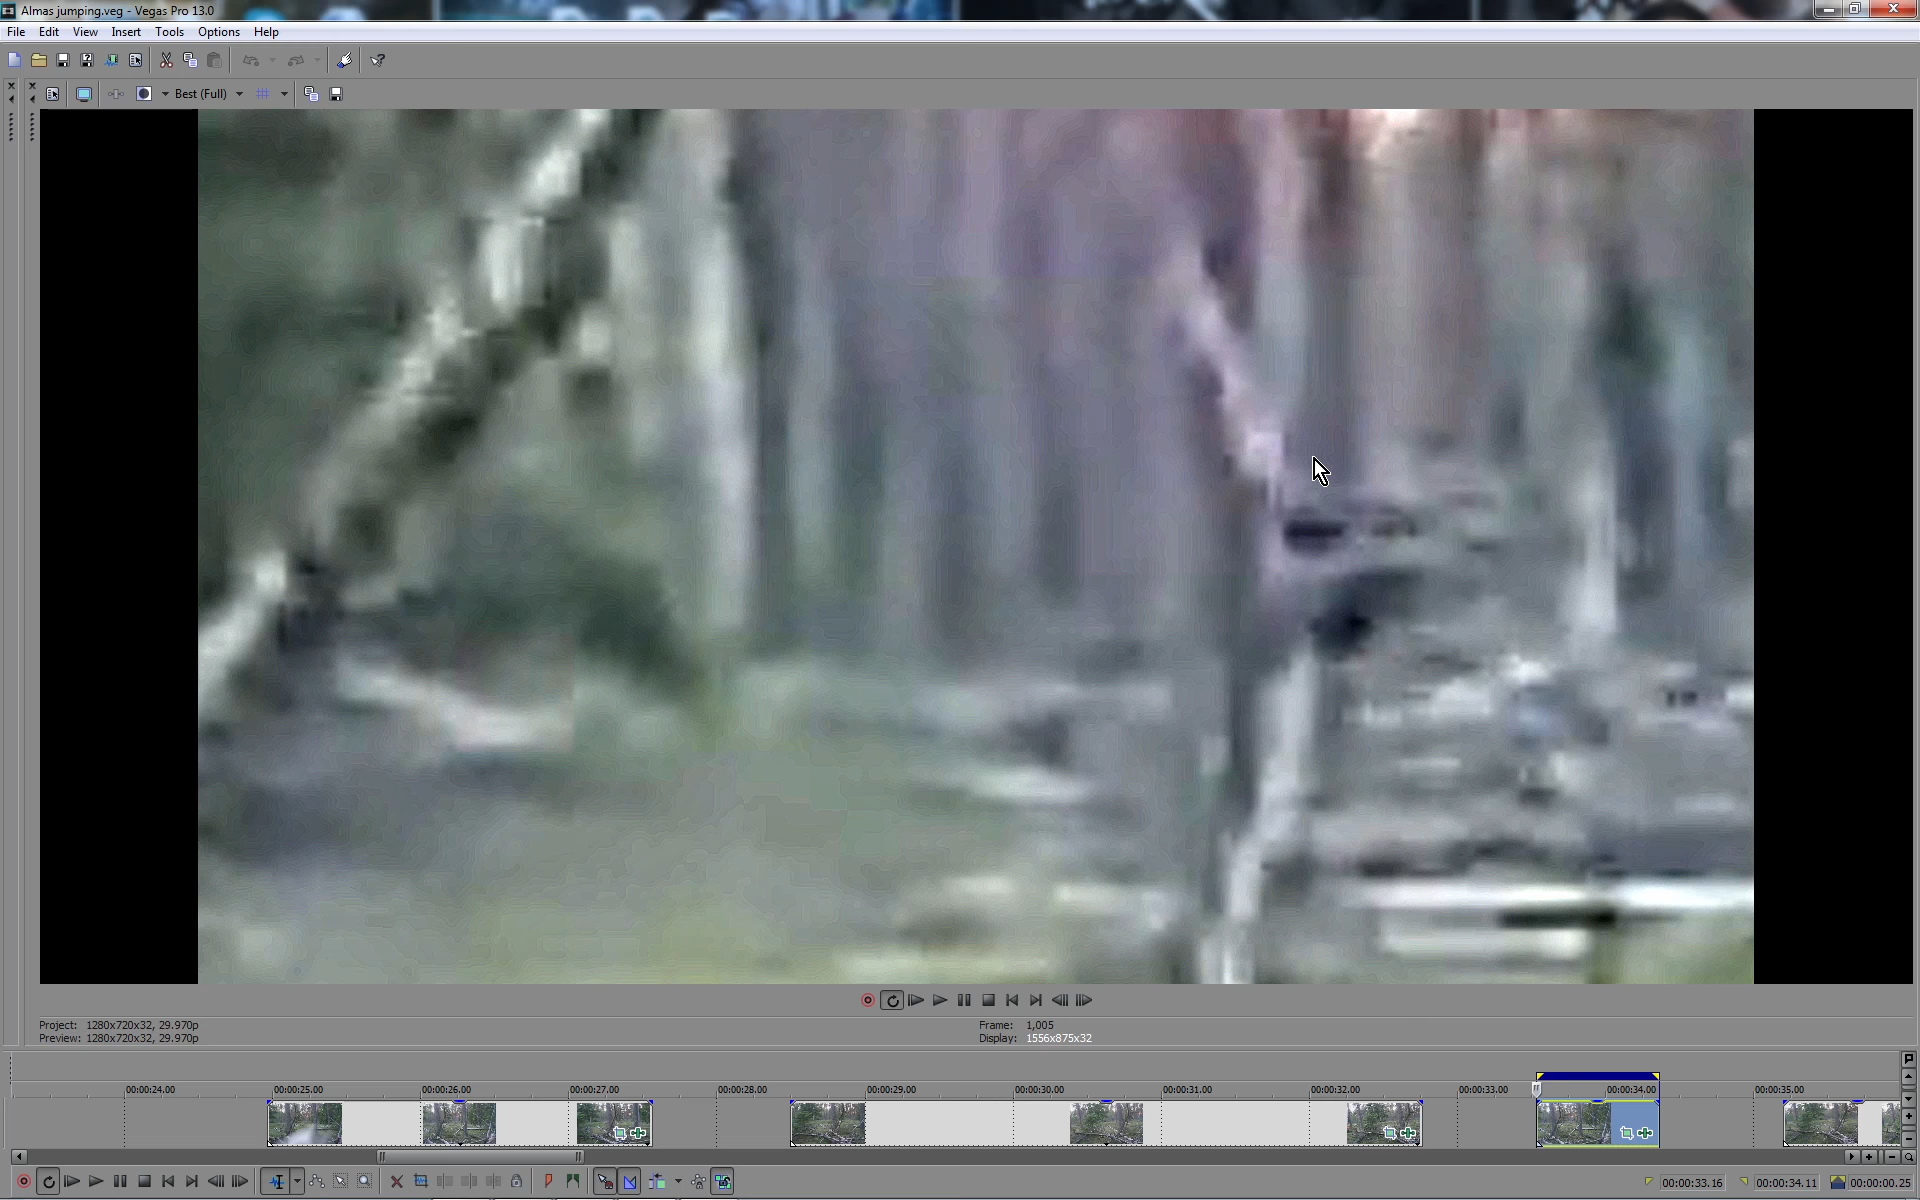 Almas jumping.veg - Vegas Pro 13.0
File Edit View Insert Tools Options Help
Best (Full)
Project: 1280x720x32, 29.970p
Preview: 1280x720x32, 29.970p
Frame: 1,005
Display: 1556x875x32
00:00:24.00 00:00:25.00 00:00:26.00 00:00:27.00 00:00:28.00 00:00:29.00 00:00:30.00 00:00:31.00 00:00:32.00 00:00:33.00 00:00:34.00 00:00:35.00
00:00:33.16 00:00:34.11 00:00:00.25